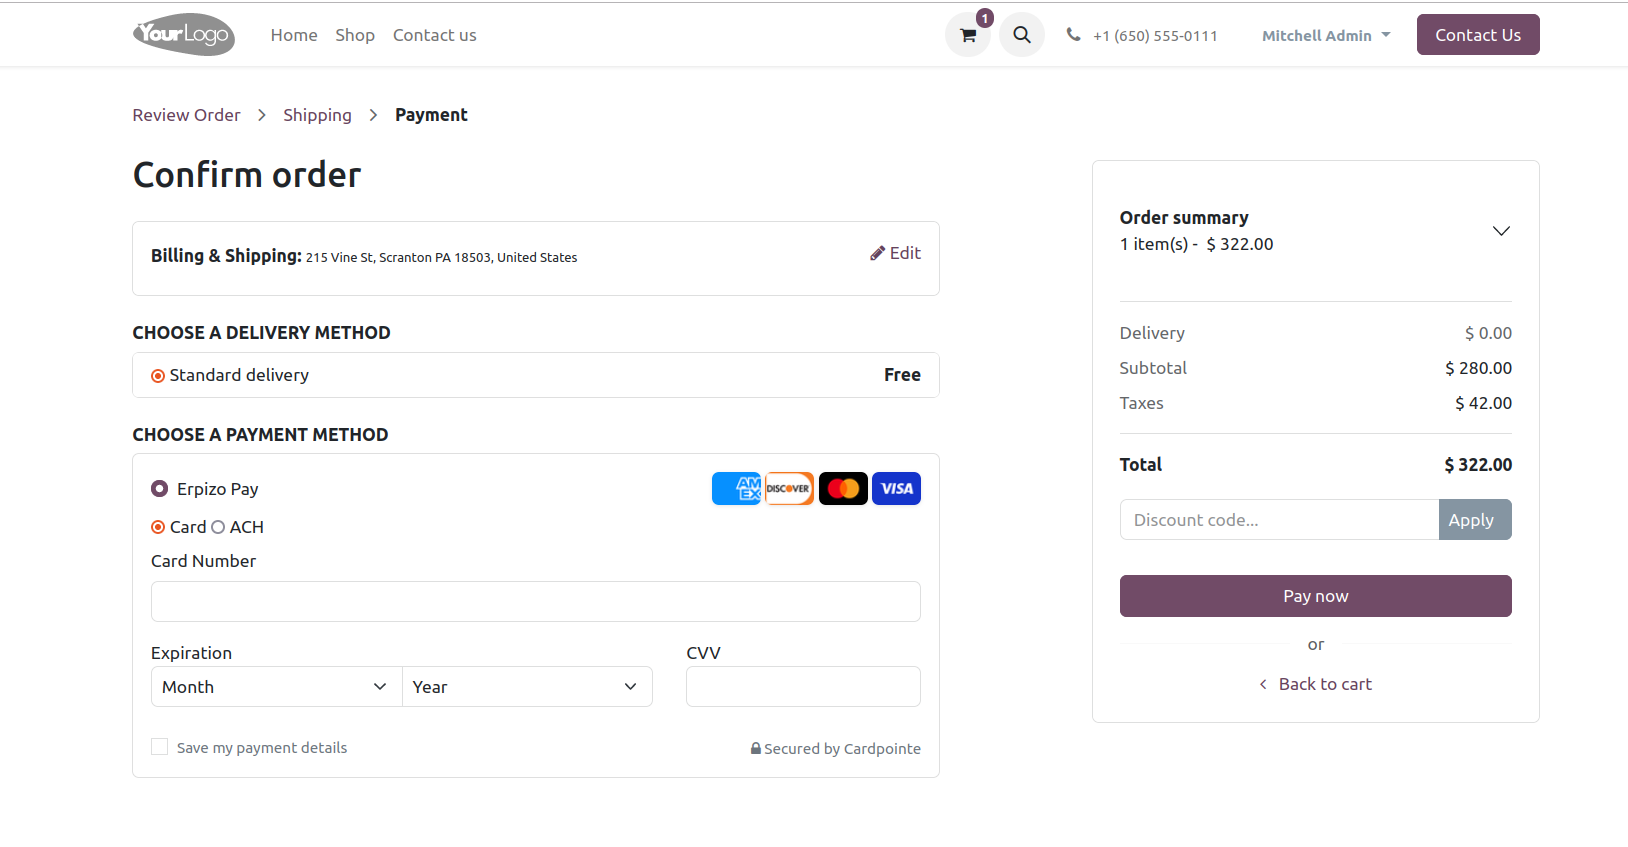 YourLogo
Home Shop Contact us
1
+1 (650) 555-0111
Mitchell Admin
Contact Us
Review Order > Shipping > Payment
Confirm order
Billing & Shipping: 215 Vine St, Scranton PA 18503, United States
Edit
CHOOSE A DELIVERY METHOD
Standard delivery Free
CHOOSE A PAYMENT METHOD
Erpizo Pay
AM
EX
DISCOVER
VISA
Card ACH
Card Number
Expiration
CVV
Month Year
Save my payment details
Secured by Cardpointe
Order summary
1 item(s) - $ 322.00
Delivery $ 0.00
Subtotal $ 280.00
Taxes $ 42.00
Total $ 322.00
Discount code... Apply
Pay now
or
< Back to cart